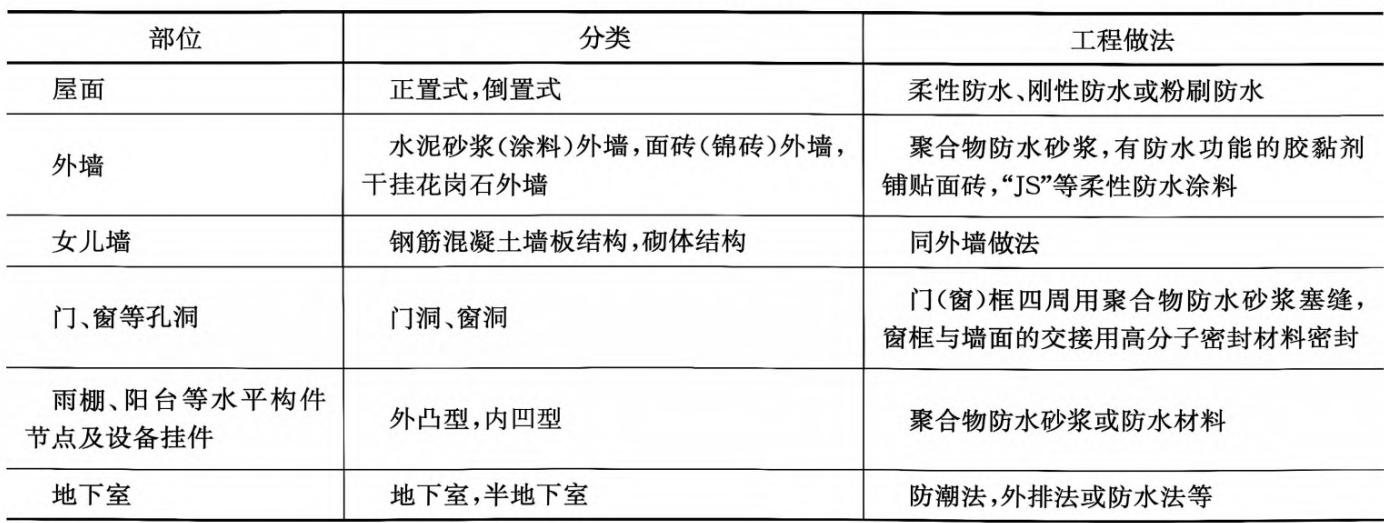 部位 分类 工程做法
屋面 正置式,倒置式 柔性防水、刚性防水或粉刷防水
外墙 水泥砂浆(涂料)外墙,面砖(锦砖)外墙,
干挂花岗石外墙 聚合物防水砂浆,有防水功能的胶黏剂
铺贴面砖,“JS”等柔性防水涂料
女儿墙 钢筋混凝土墙板结构,砌体结构 同外墙做法
门、窗等孔洞 门洞、窗洞 门(窗)框四周用聚合物防水砂浆塞缝,
窗框与墙面的交接用高分子密封材料密封
雨棚、阳台等水平构件
节点及设备挂件 外凸型,内凹型 聚合物防水砂浆或防水材料
地下室 地下室,半地下室 防潮法,外排法或防水法等